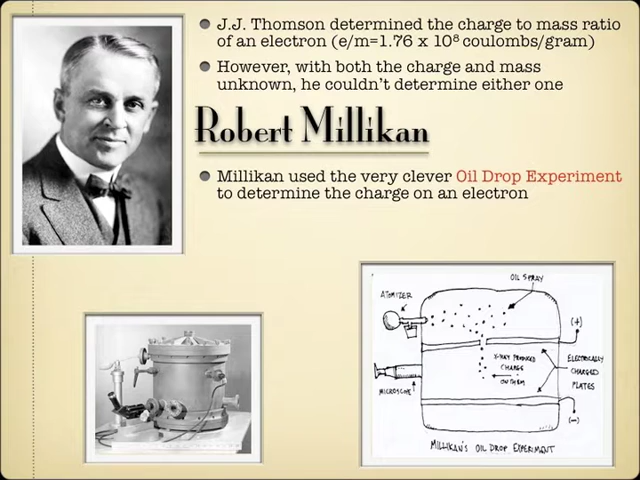 J.J. Thomson determined the charge to mass ratio
of an electron (e/m=1.76 x 10⁸ coulombs/gram)
However, with both the charge and mass
unknown, he couldn't determine either one
Robert Millikan
Millikan used the very clever Oil Drop Experiment
to determine the charge on an electron
OIL SPRAY
ATOMIZER
(+)
X-RAY PRODUCED
CHARGE
ON THEM
ELECTRICALLY
CHARGED
PLATES
MICROSCOPE
(-)
MILLIKAN'S OIL DROP EXPERIMENT